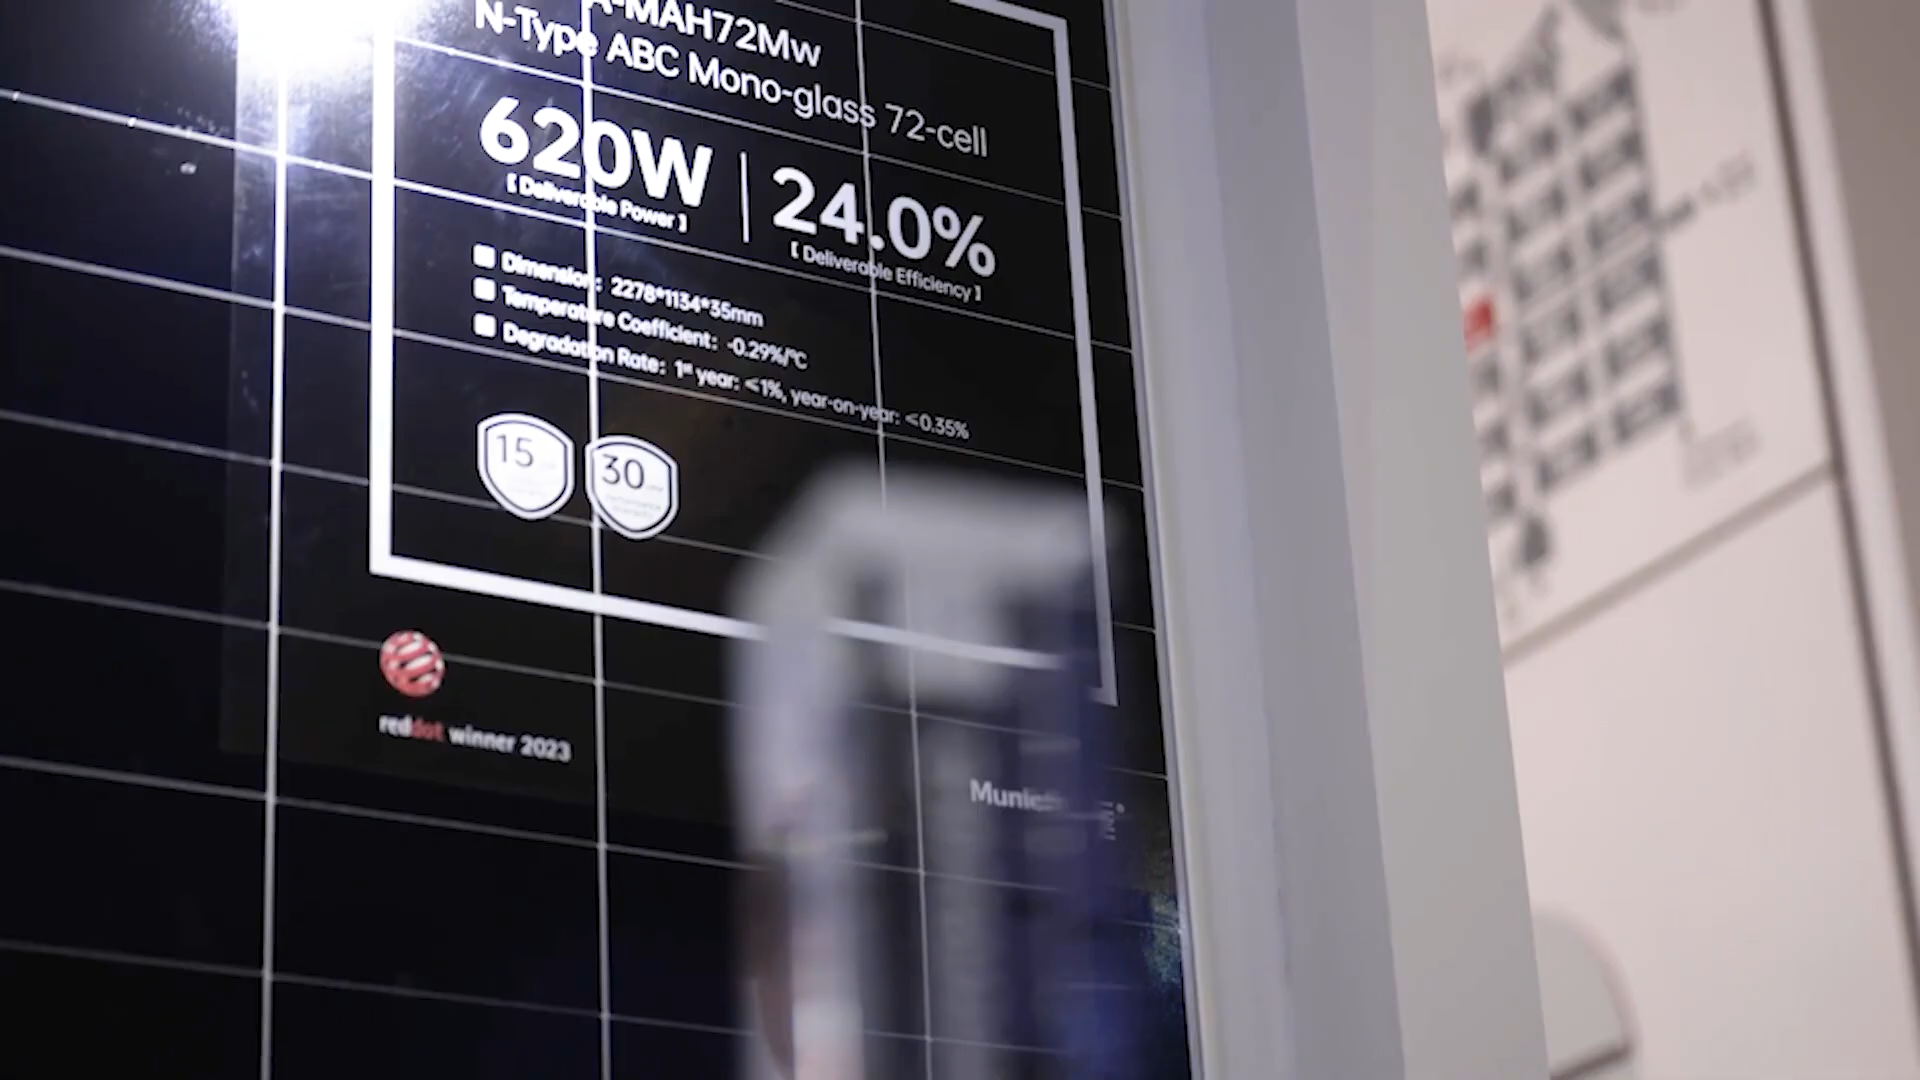 A-MAH72Mw
N-Type ABC Mono-glass 72-cell
620W
【 Deliverable Power 】
24.0%
【 Deliverable Efficiency 】
Dimension: 2278*1134*35mm
Temperature Coefficient: -0.29%/℃
Degradation Rate: 1st year: ≤1%, year-on-year: ≤0.35%
15
30
reddot winner 2023